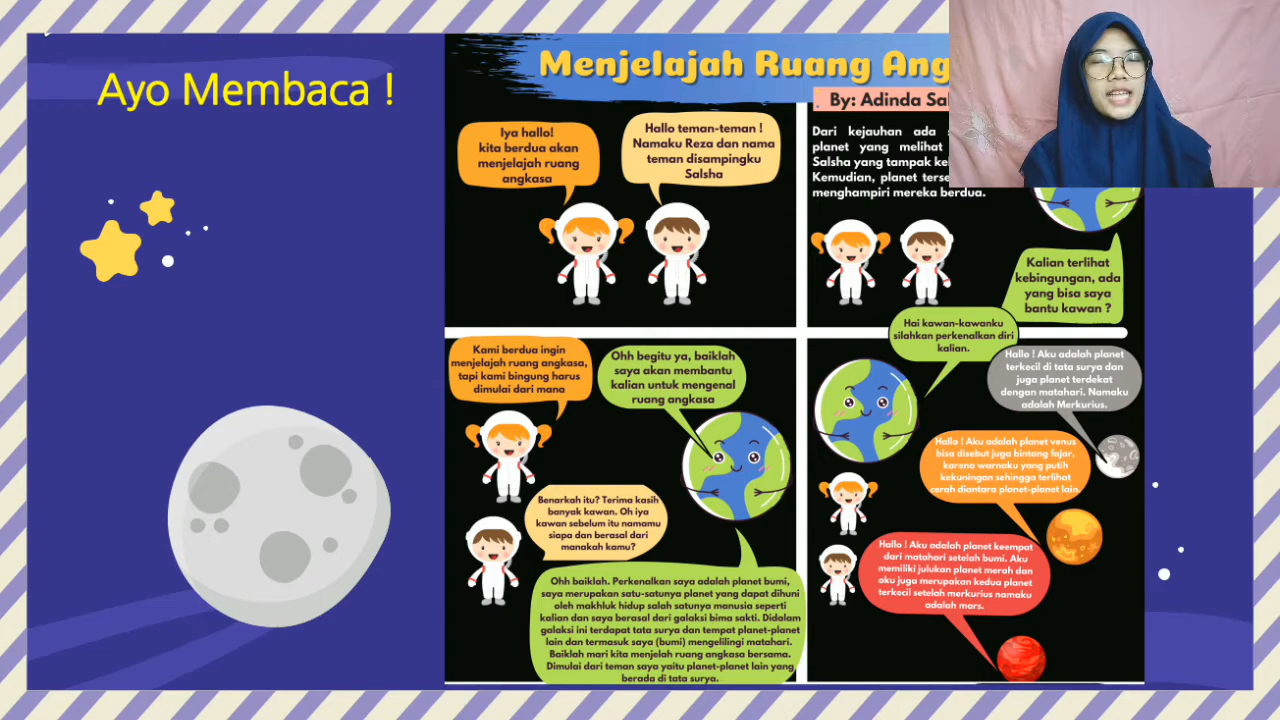 Ayo Membaca !
Menjelajah Ruang
By: Adinda
Iya hallo!
kita berdua akan
menjelajah ruang
angkasa
Hallo teman-teman !
Namaku Reza dan nama
teman disampingku
Salsha
Dari kejauhan ada
planet yang melihat
Salsha yang tampak
Kemudian, planet
menghampiri mereka berdua.
Kalian terlihat
kebingungan, ada
yang bisa saya
bantu kawan ?
Kami berdua ingin
menjelajah ruang angkasa,
tapi kami bingung harus
dimulai dari mana
Ohh begitu ya, baiklah
saya akan membantu
kalian untuk mengenal
ruang angkasa
Benarkah itu? Terima kasih
banyak kawan. Oh iya
kawan sebelum itu namamu
siapa dan berasal dari
manakah kamu?
Ohh baiklah. Perkenalkan saya adalah planet bumi,
saya merupakan satu-satunya planet yang dapat dihuni
oleh makhluk hidup salah satunya manusia seperti
kalian dan saya berasal dari galaksi bima sakti. Didalam
galaksi ini terdapat tata surya dan tempat planet-planet
lain dan termasuk saya (bumi) mengelilingi matahari.
Baiklah mari kita menjelah ruang angkasa bersama.
Dimulai dari teman saya yaitu planet-planet lain yang
berada di tata surya.
Hai kawan-kawanku
silahkan perkenalkan diri
kalian.
Hallo ! Aku adalah planet
terkecil di tata surya dan
juga planet terdekat
dengan matahari. Namaku
adalah Merkurius.
Hallo ! Aku adalah planet venus
bisa disebut juga bintang fajar,
karena warnaku yang putih
kekuningan sehingga terlihat
cerah diantara planet-planet lain.
Hallo ! Aku adalah planet keempat
dari matahari setelah bumi. Aku
memiliki julukan planet merah dan
aku juga merupakan kedua planet
terkecil setelah merkurius namaku
adalah mars.